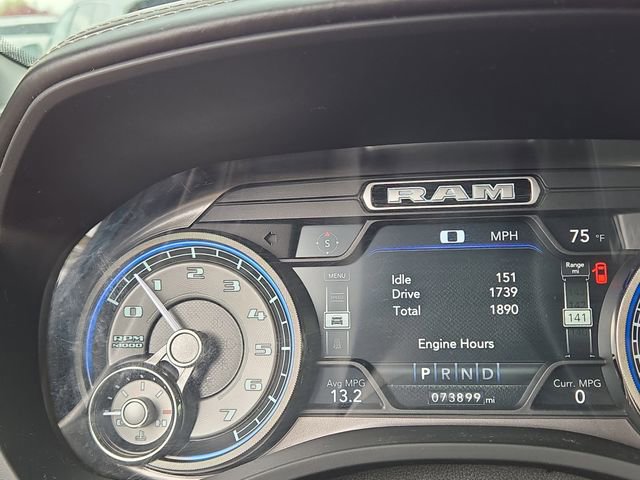 RAM
S
0 MPH
75 °F
MENU
Idle 151
Drive 1739
Total 1890
Engine Hours
Range
mi
141
PRND
Avg MPG
13.2
073899 mi
Curr. MPG
0
0
1
2
3
4
5
6
7
RPM